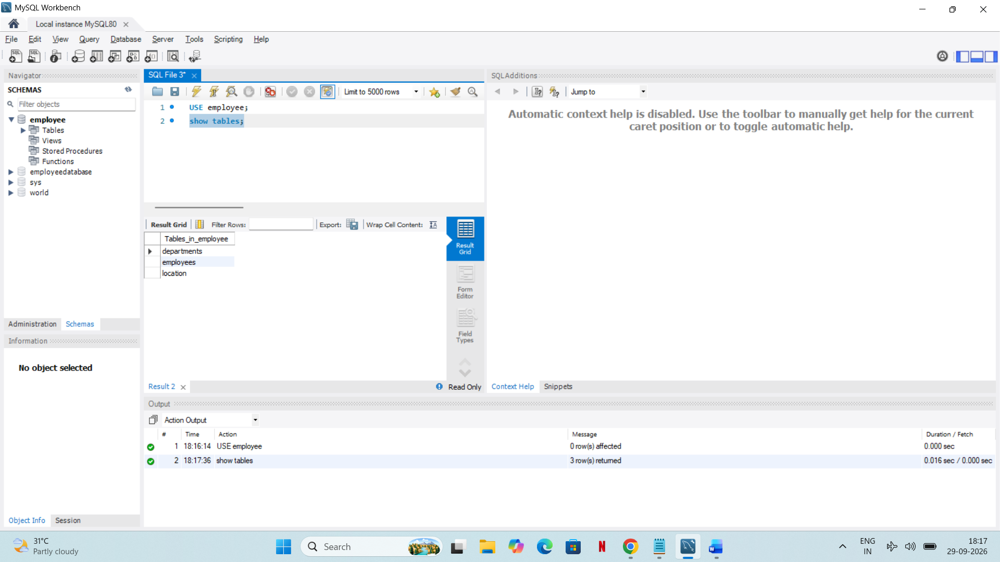 MySQL Workbench
Local instance MySQL80
File Edit View Query Database Server Tools Scripting Help
Navigator
SCHEMAS
Filter objects
employee
Tables
Views
Stored Procedures
Functions
employeedatabase
sys
world
Administration Schemas
Information
No object selected
Object Info Session
SQL File 3*
Limit to 5000 rows
1 USE employee;
2 show tables;
Result Grid Filter Rows: Export: Wrap Cell Content:
Tables_in_employee
departments
employees
location
Result
Grid
Form
Editor
Field
Types
Result 2 Read Only
SQLAdditions
Jump to
Automatic context help is disabled. Use the toolbar to manually get help for the current
caret position or to toggle automatic help.
Context Help Snippets
Output
Action Output
# Time Action Message Duration / Fetch
1 18:16:14 USE employee 0 row(s) affected 0.000 sec
2 18:17:36 show tables 3 row(s) returned 0.016 sec / 0.000 sec
31°C
Partly cloudy
Search
ENG
IN
18:17
29-09-2026